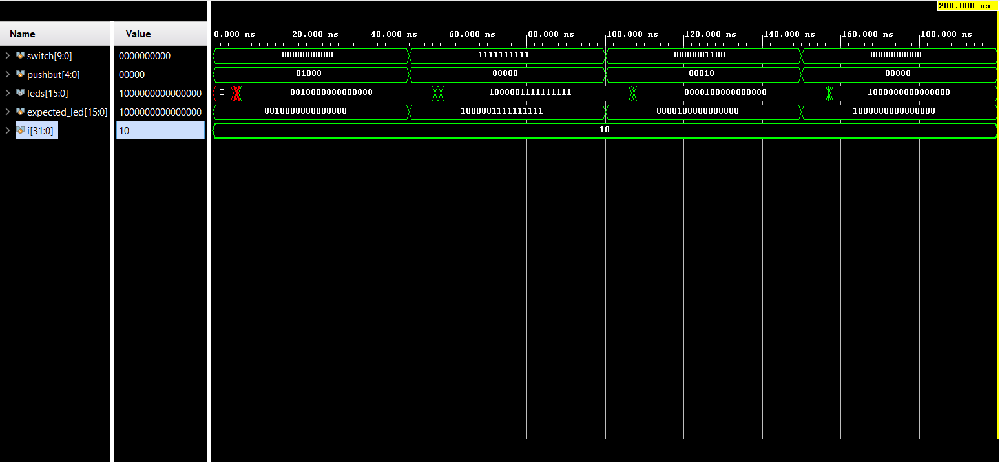 200.000 ns
Name Value 0.000 ns 20.000 ns 40.000 ns 60.000 ns 80.000 ns 100.000 ns 120.000 ns 140.000 ns 160.000 ns 180.000 ns
switch[9:0] 0000000000 0000000000 1111111111 0000001100 0000000000
pushbut[4:0] 00000 01000 00000 00010 00000
leds[15:0] 1000000000000000 0010000000000000 1000001111111111 0000100000000000 1000000000000000
expected_led[15:0] 1000000000000000 0010000000000000 1000001111111111 0000100000000000 1000000000000000
i[31:0] 10 10